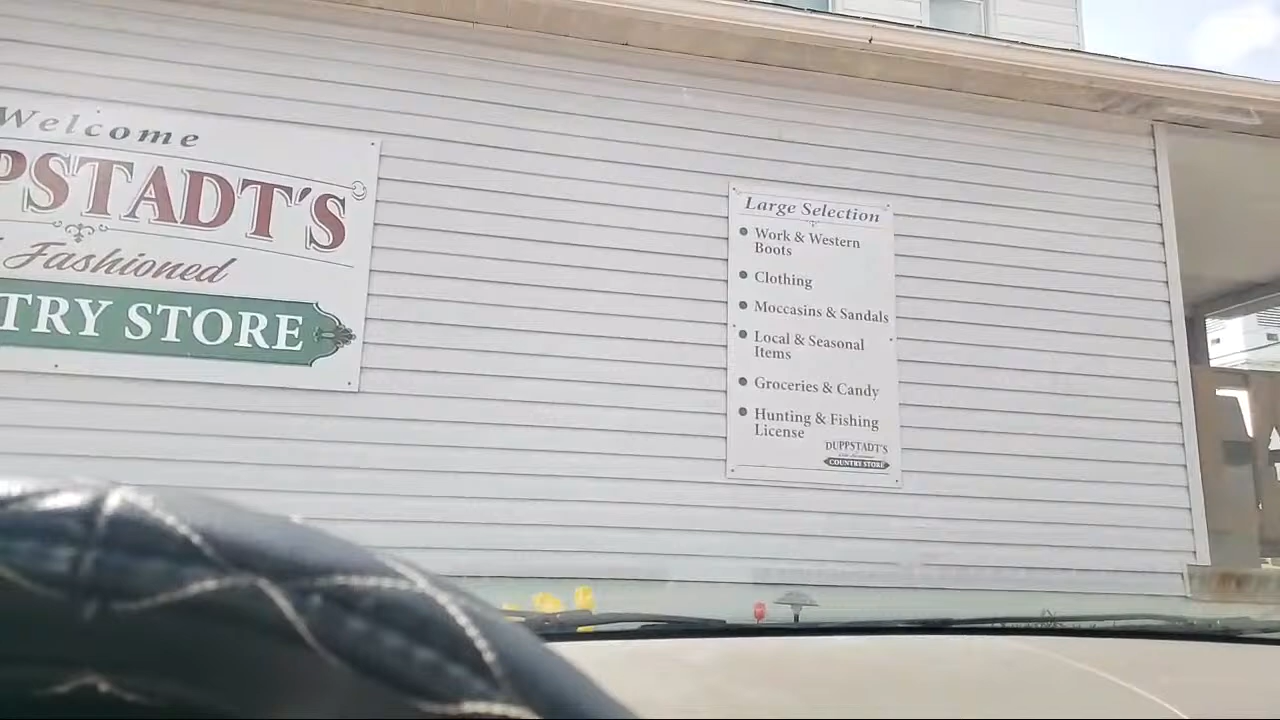 Welcome
PSTADT'S
Fashioned
TRY STORE
Large Selection
Work & Western
Boots
Clothing
Moccasins & Sandals
Local & Seasonal
Items
Groceries & Candy
Hunting & Fishing
License
DUPPSTADT'S
COUNTRY STORE